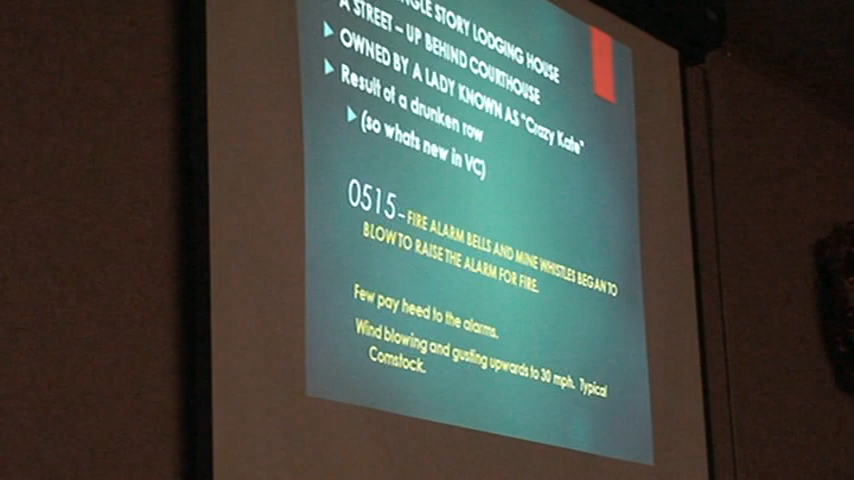 STORY LODGING HOUSE
A STREET – UP BEHIND COURTHOUSE
OWNED BY A LADY KNOWN AS "Crazy Kate"
Result of a drunken row
(so whats new in VC)
0515– FIRE ALARM BELLS AND MINE WHISTLES BEGAN TO
BLOW TO RAISE THE ALARM FOR FIRE.
Few pay heed to the alarms.
Wind blowing and gusting upwards to 30 mph. Typical
Comstock.